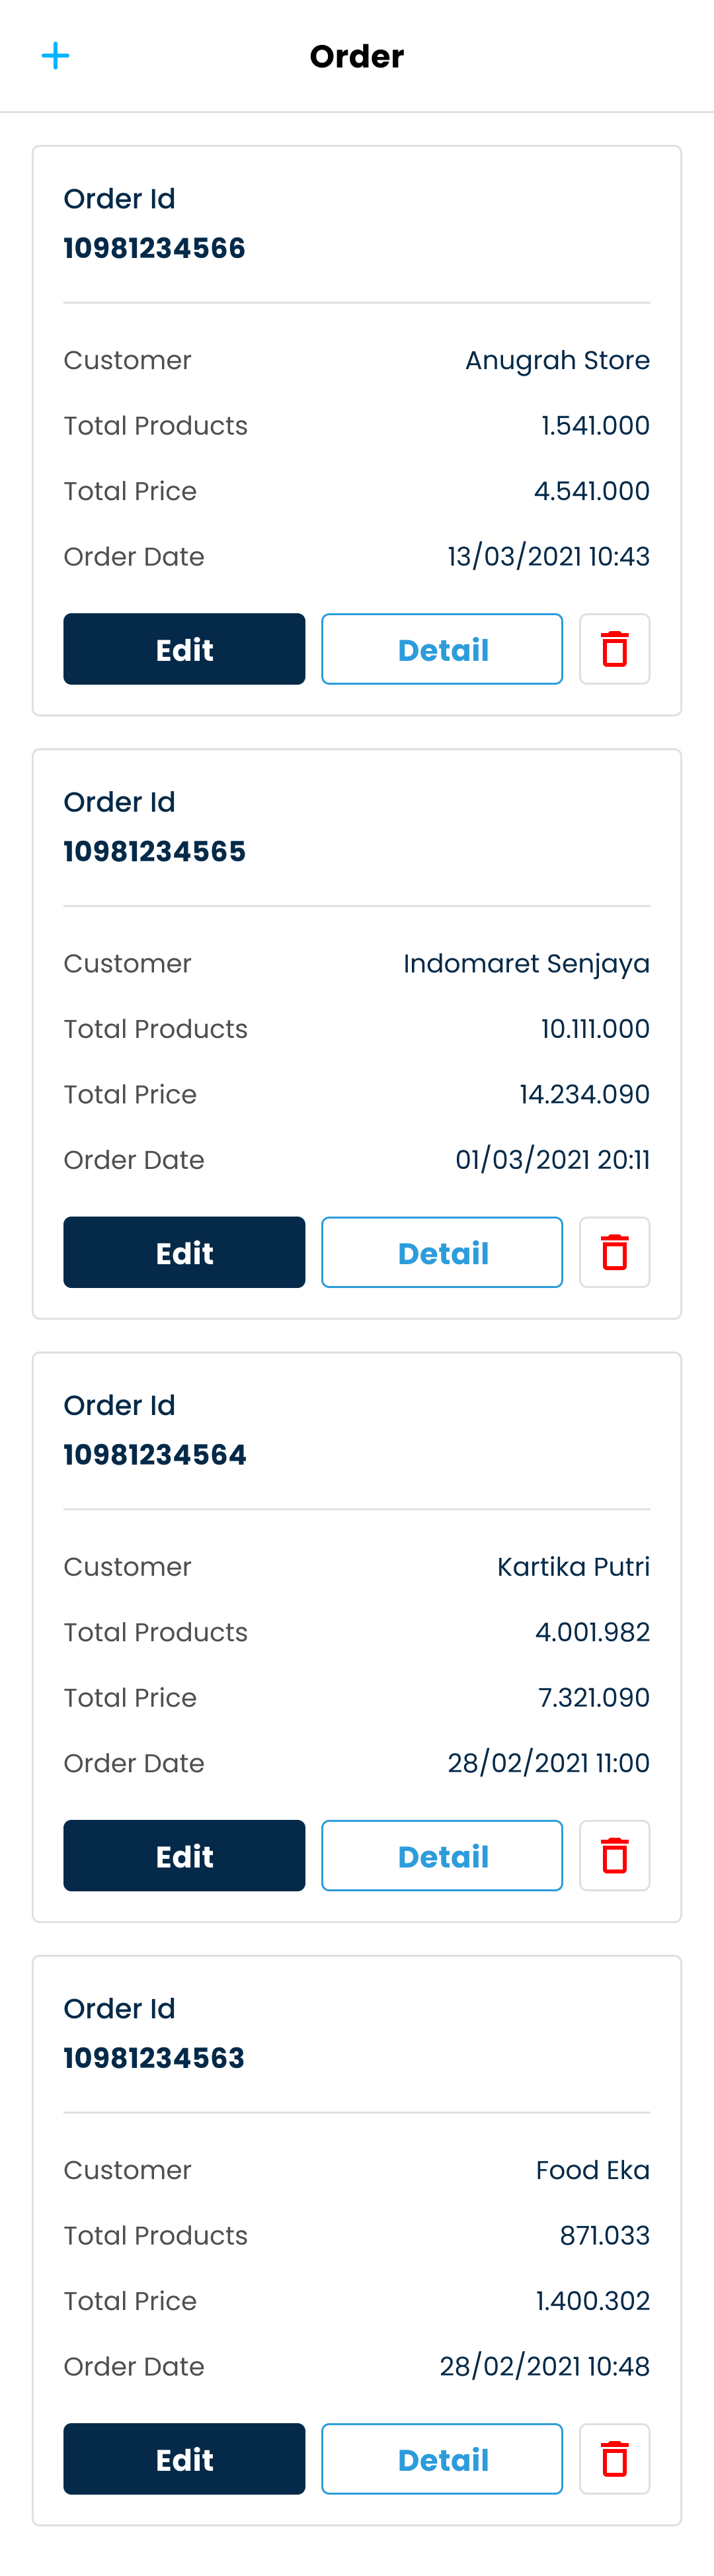 Order
Order Id
10981234566
Customer Anugrah Store
Total Products 1.541.000
Total Price 4.541.000
Order Date 13/03/2021 10:43
Edit Detail
Order Id
10981234565
Customer Indomaret Senjaya
Total Products 10.111.000
Total Price 14.234.090
Order Date 01/03/2021 20:11
Edit Detail
Order Id
10981234564
Customer Kartika Putri
Total Products 4.001.982
Total Price 7.321.090
Order Date 28/02/2021 11:00
Edit Detail
Order Id
10981234563
Customer Food Eka
Total Products 871.033
Total Price 1.400.302
Order Date 28/02/2021 10:48
Edit Detail